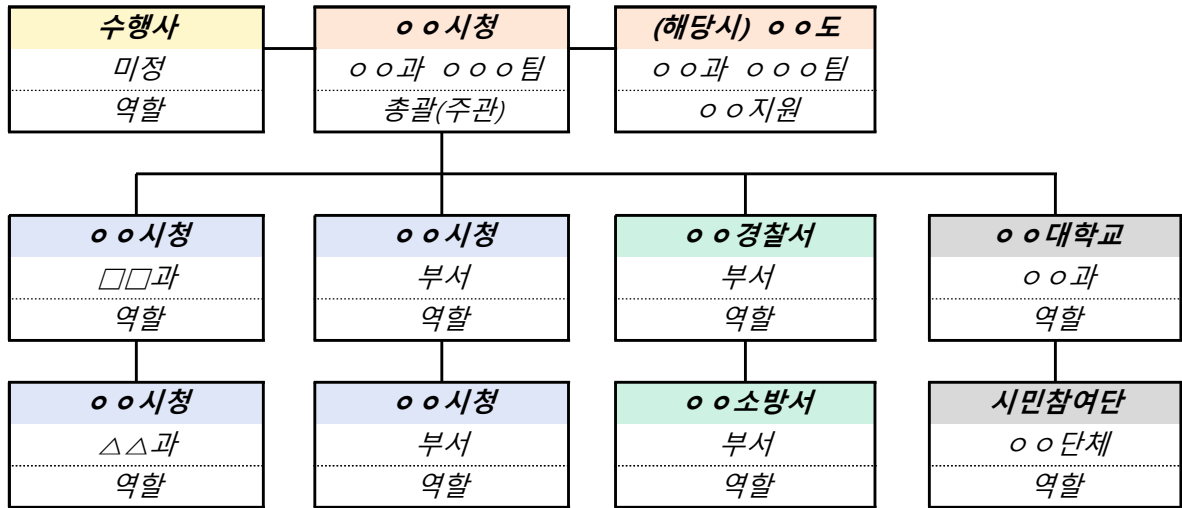 수행사
미정
역할
ㅇㅇ시청
ㅇㅇ과 ㅇㅇㅇ팀
총괄(주관)
(해당시) ㅇㅇ도
ㅇㅇ과 ㅇㅇㅇ팀
ㅇㅇ지원
ㅇㅇ시청
□□과
역할
ㅇㅇ시청
부서
역할
ㅇㅇ경찰서
부서
역할
ㅇㅇ대학교
ㅇㅇ과
역할
ㅇㅇ시청
△△과
역할
ㅇㅇ시청
부서
역할
ㅇㅇ소방서
부서
역할
시민참여단
ㅇㅇ단체
역할